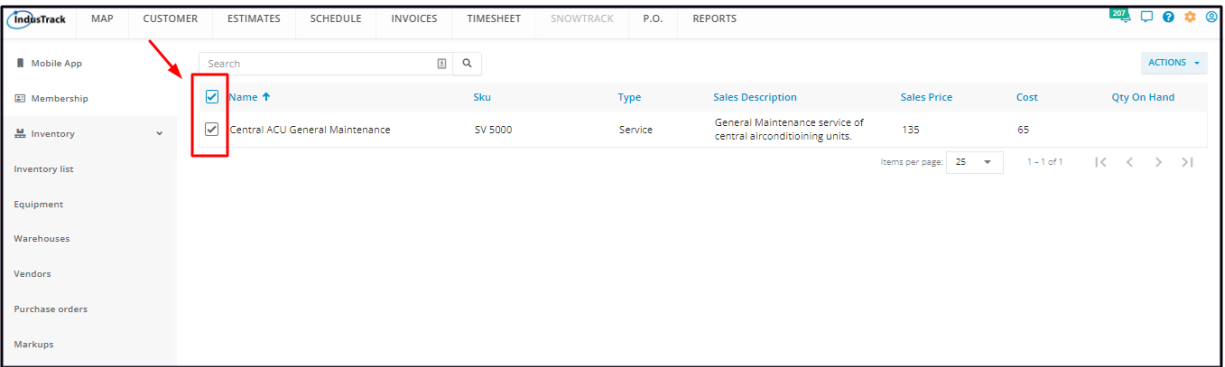 IndusTrack MAP CUSTOMER ESTIMATES SCHEDULE INVOICES TIMESHEET SNOWTRACK P.O. REPORTS 207
Mobile App
Search
ACTIONS
Membership
Name Sku Type Sales Description Sales Price Cost Qty On Hand
Inventory
Central ACU General Maintenance SV 5000 Service General Maintenance service of 135 65
central airconditioining units.
Items per page: 25 1 – 1 of 1
Inventory list
Equipment
Warehouses
Vendors
Purchase orders
Markups